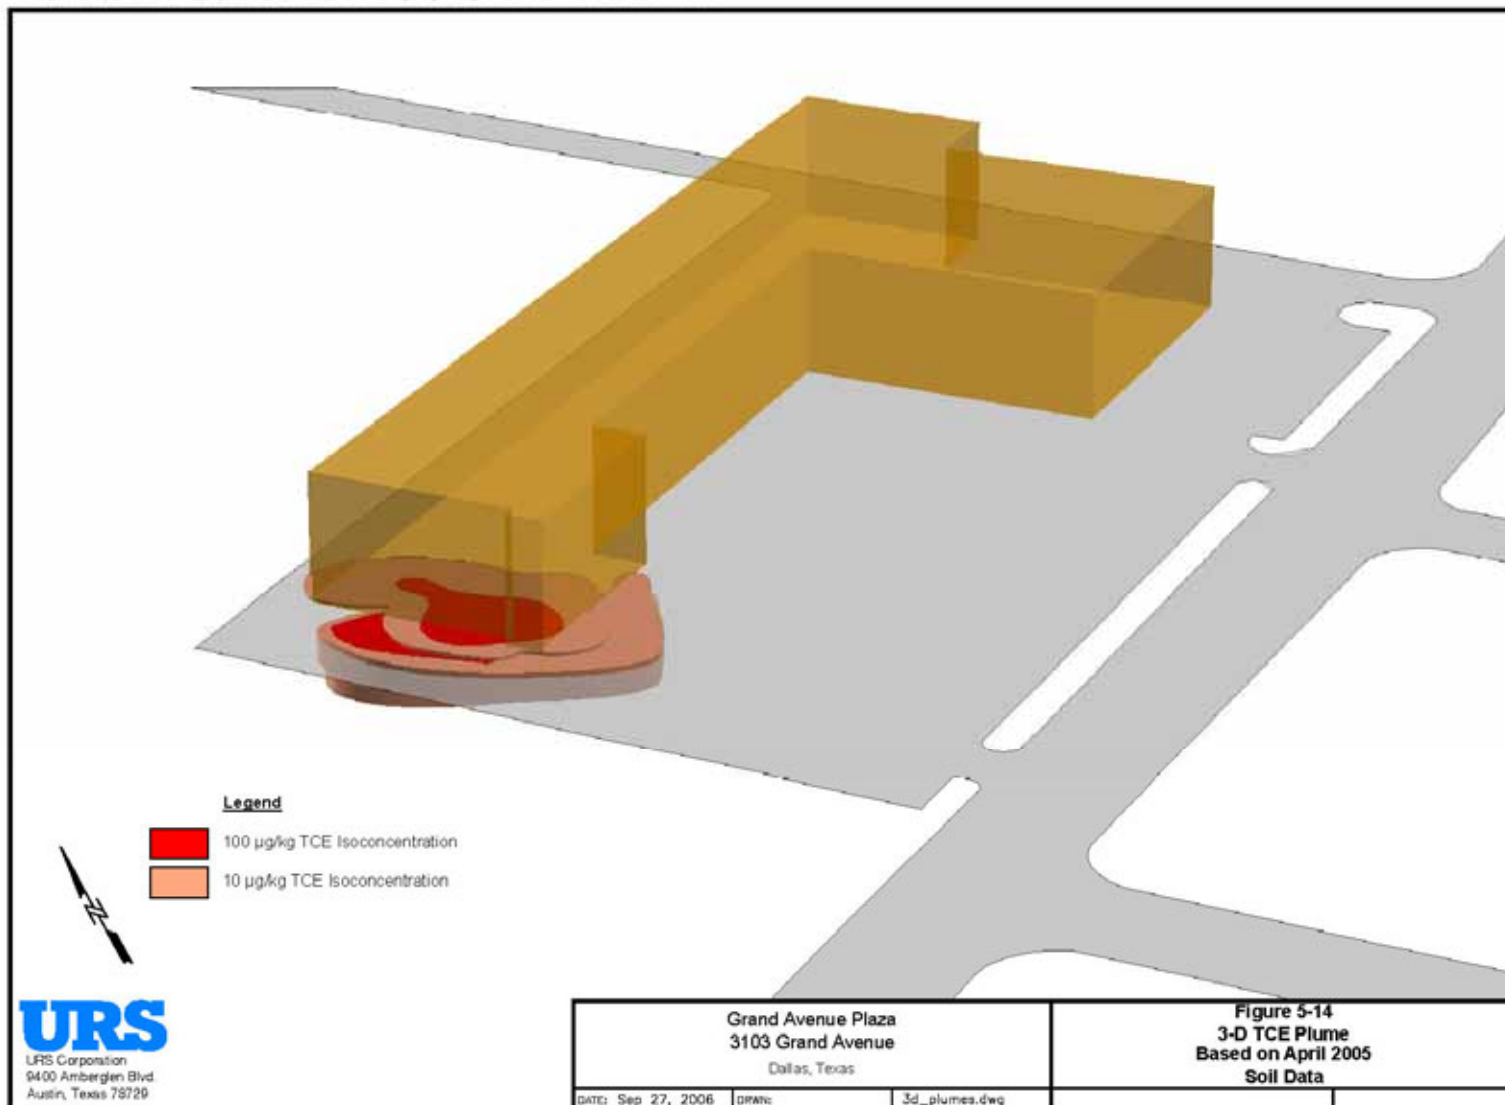 Legend
100 µg/kg TCE Isoconcentration
10 µg/kg TCE Isoconcentration
N
URS
URS Corporation
9400 Amberglen Blvd.
Austin, Texas 78729
Grand Avenue Plaza
3103 Grand Avenue
Dallas, Texas
DATE: Sep 27, 2006
DRWN:
3d_plumes.dwg
Figure 5-14
3-D TCE Plume
Based on April 2005
Soil Data